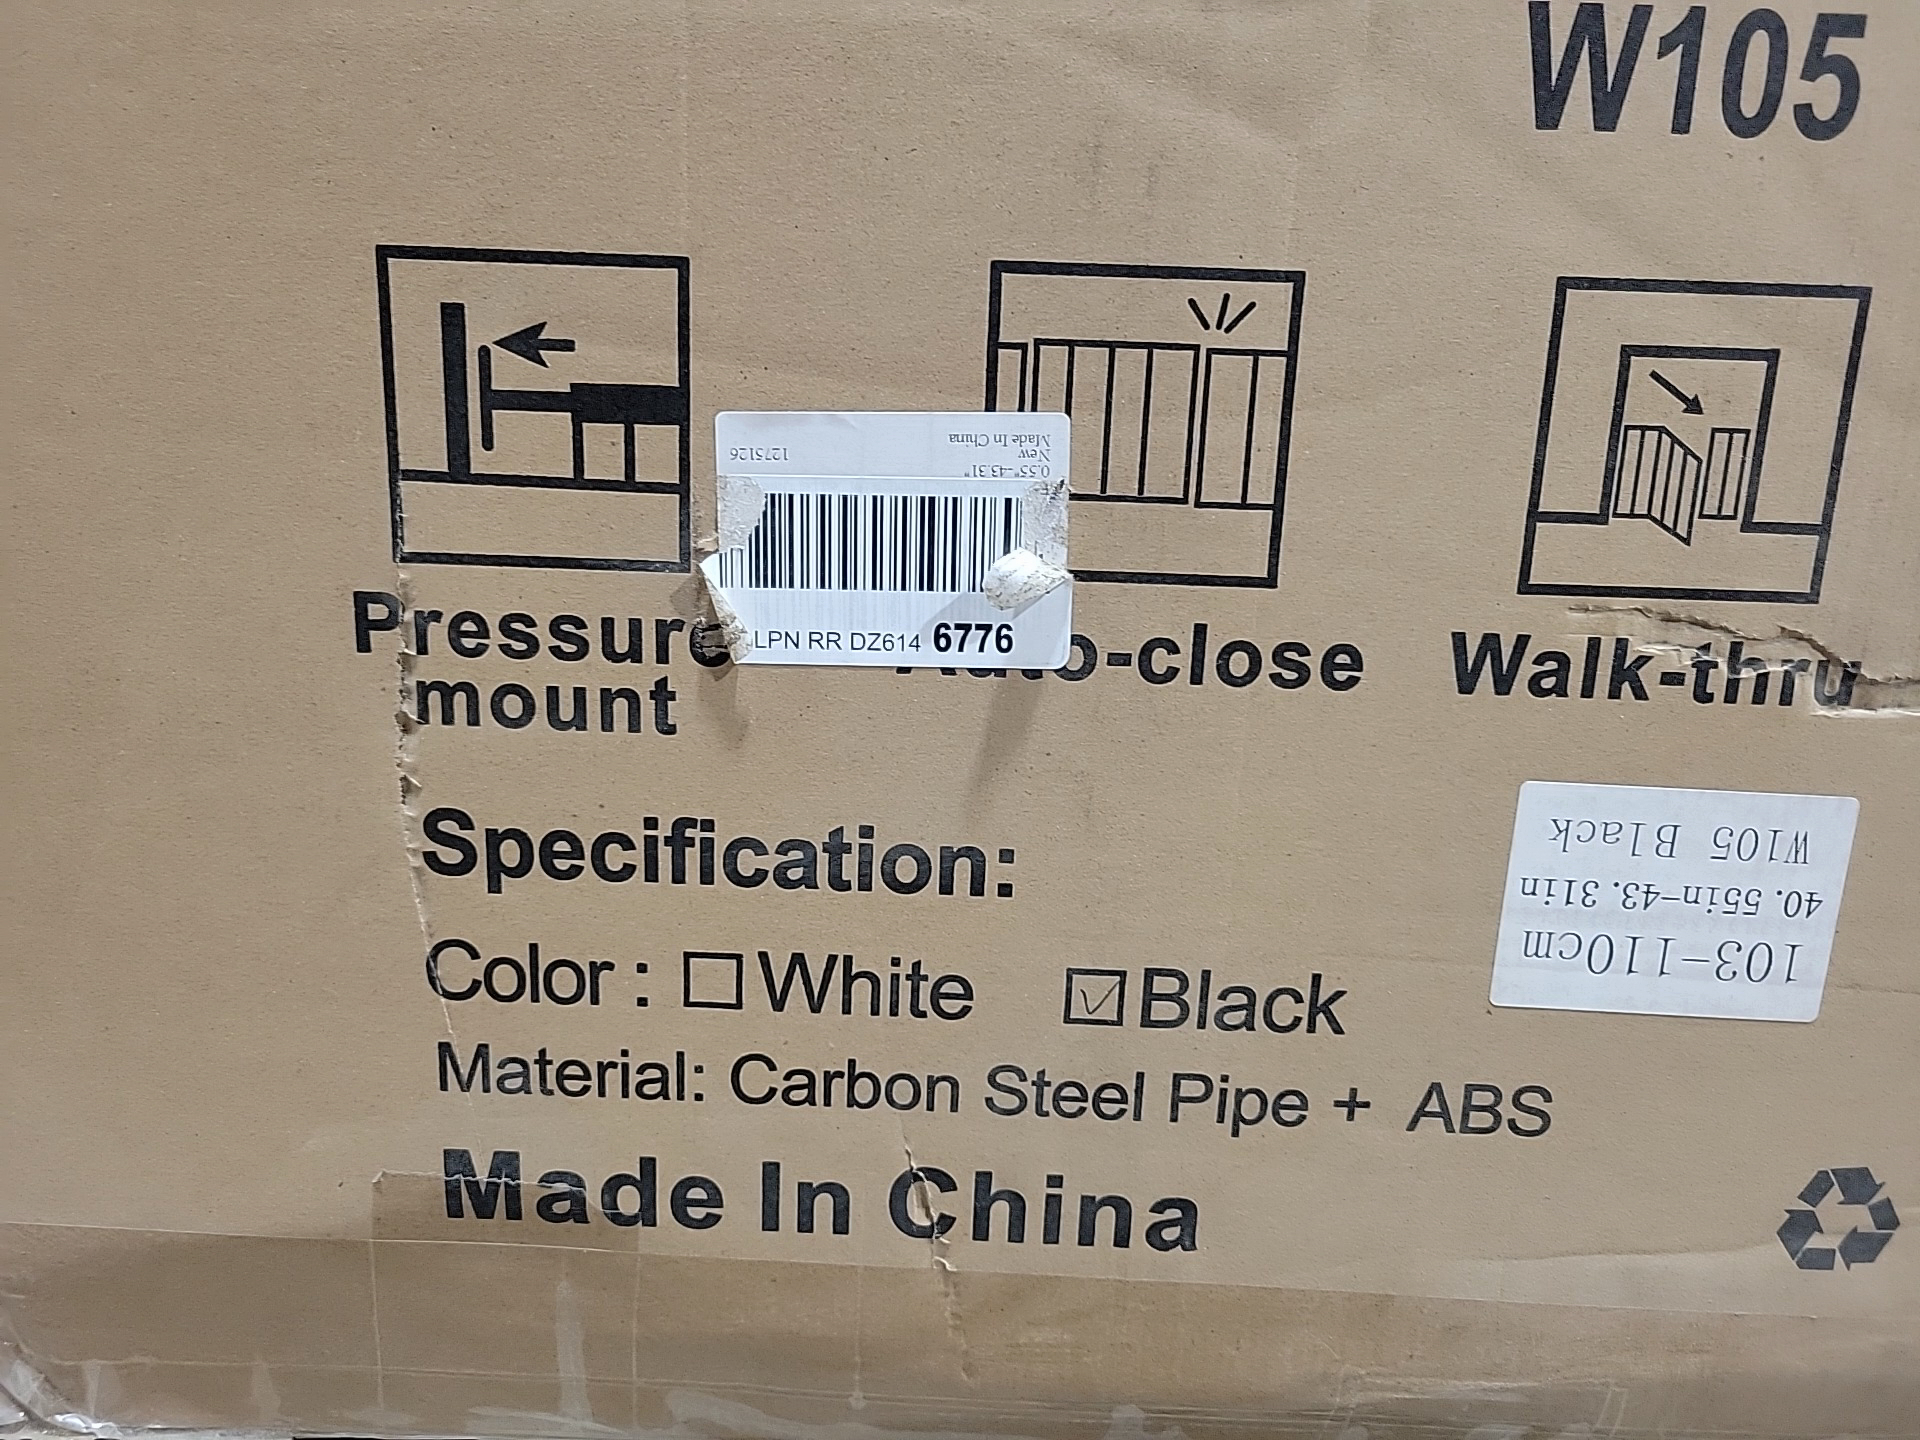 W105
Made In China
New
0.55"-43.31"
1275126
LPN RR DZ614 6776
Pressure
mount
-close
Walk-thru
Specification:
Color: White Black
Material: Carbon Steel Pipe + ABS
Made In China
103-110cm
40.55in-43.31in
W105 Black